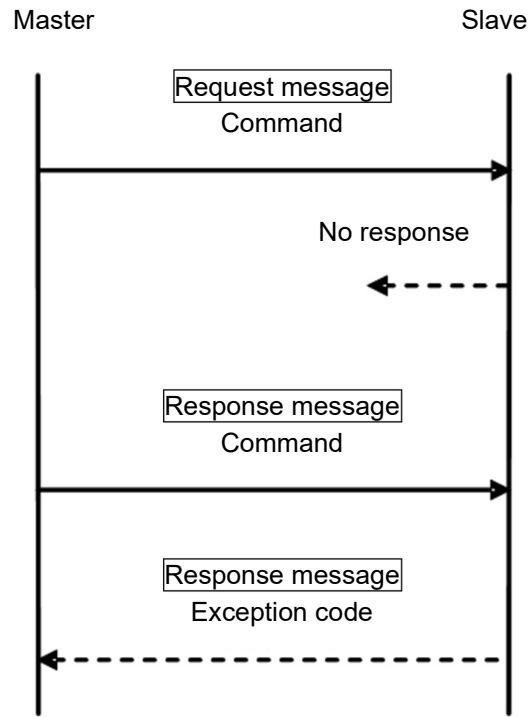 Master
Slave
Request message
Command
No response
Response message
Command
Response message
Exception code